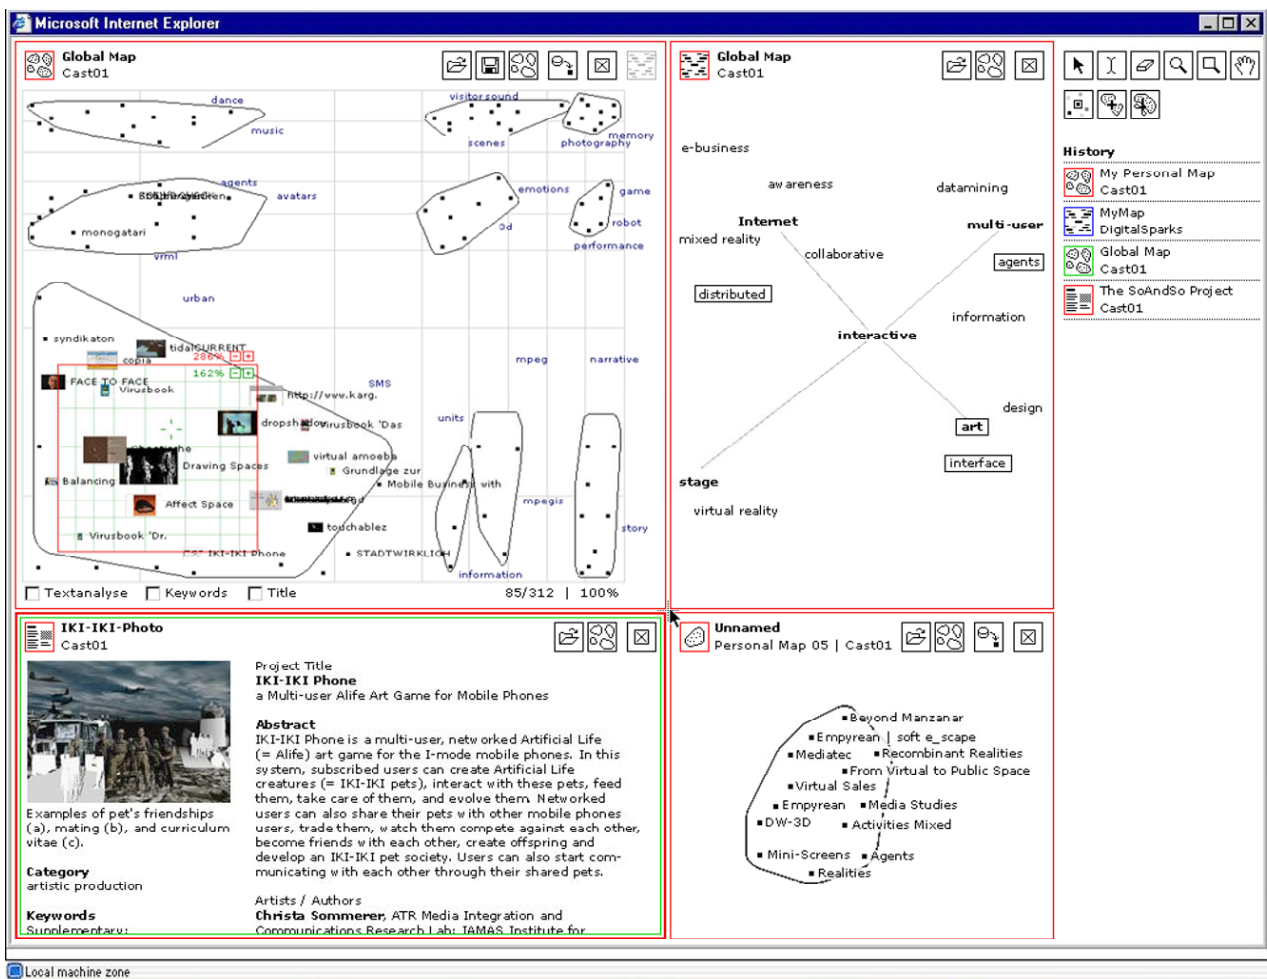 Microsoft Internet Explorer
Global Map
Cast01
dance
music
visitor sound
scenes
memory
photography
agents
avatars
monogatari
vrml
emotions
3d
game
robot
performance
urban
syndikaton
tidalCURRENT
copia
286%
162%
FACE TO FACE
Virusbook
SMS
http://www.karg.
mpeg
narrative
dropshadow
Virusbook 'Das
units
Drawing Spaces
virtual amoeba
Grundlage zur
Balancing
Mobile Business with
Affect Space
mpegis
touchablez
story
Virusbook 'Dr.
IKI-IKI Phone
STADTWIRKLICH
information
Textanalyse
Keywords
Title
85/312 | 100%
Global Map
Cast01
e-business
awareness
datamining
Internet
multi-user
mixed reality
collaborative
agents
distributed
information
interactive
design
art
interface
stage
virtual reality
History
My Personal Map
Cast01
MyMap
DigitalSparks
Global Map
Cast01
The SoAndSo Project
Cast01
IKI-IKI-Photo
Cast01
Examples of pet's friendships
(a), mating (b), and curriculum
vitae (c).
Category
artistic production
Keywords
Supplementary:
Project Title
IKI-IKI Phone
a Multi-user Alife Art Game for Mobile Phones
Abstract
IKI-IKI Phone is a multi-user, networked Artificial Life
(= Alife) art game for the I-mode mobile phones. In this
system, subscribed users can create Artificial Life
creatures (= IKI-IKI pets), interact with these pets, feed
them, take care of them, and evolve them. Networked
users can also share their pets with other mobile phones
users, trade them, watch them compete against each other,
become friends with each other, create offspring and
develop an IKI-IKI pet society. Users can also start com-
municating with each other through their shared pets.
Artists / Authors
Christa Sommerer, ATR Media Integration and
Communications Research Lab; IAMAS Institute for
Unnamed
Personal Map 05 | Cast01
Beyond Manzanar
Empyrean | soft e_scape
Mediatec
Recombinant Realities
From Virtual to Public Space
Virtual Sales
Empyrean
Media Studies
DW-3D
Activities Mixed
Mini-Screens
Agents
Realities
Local machine zone